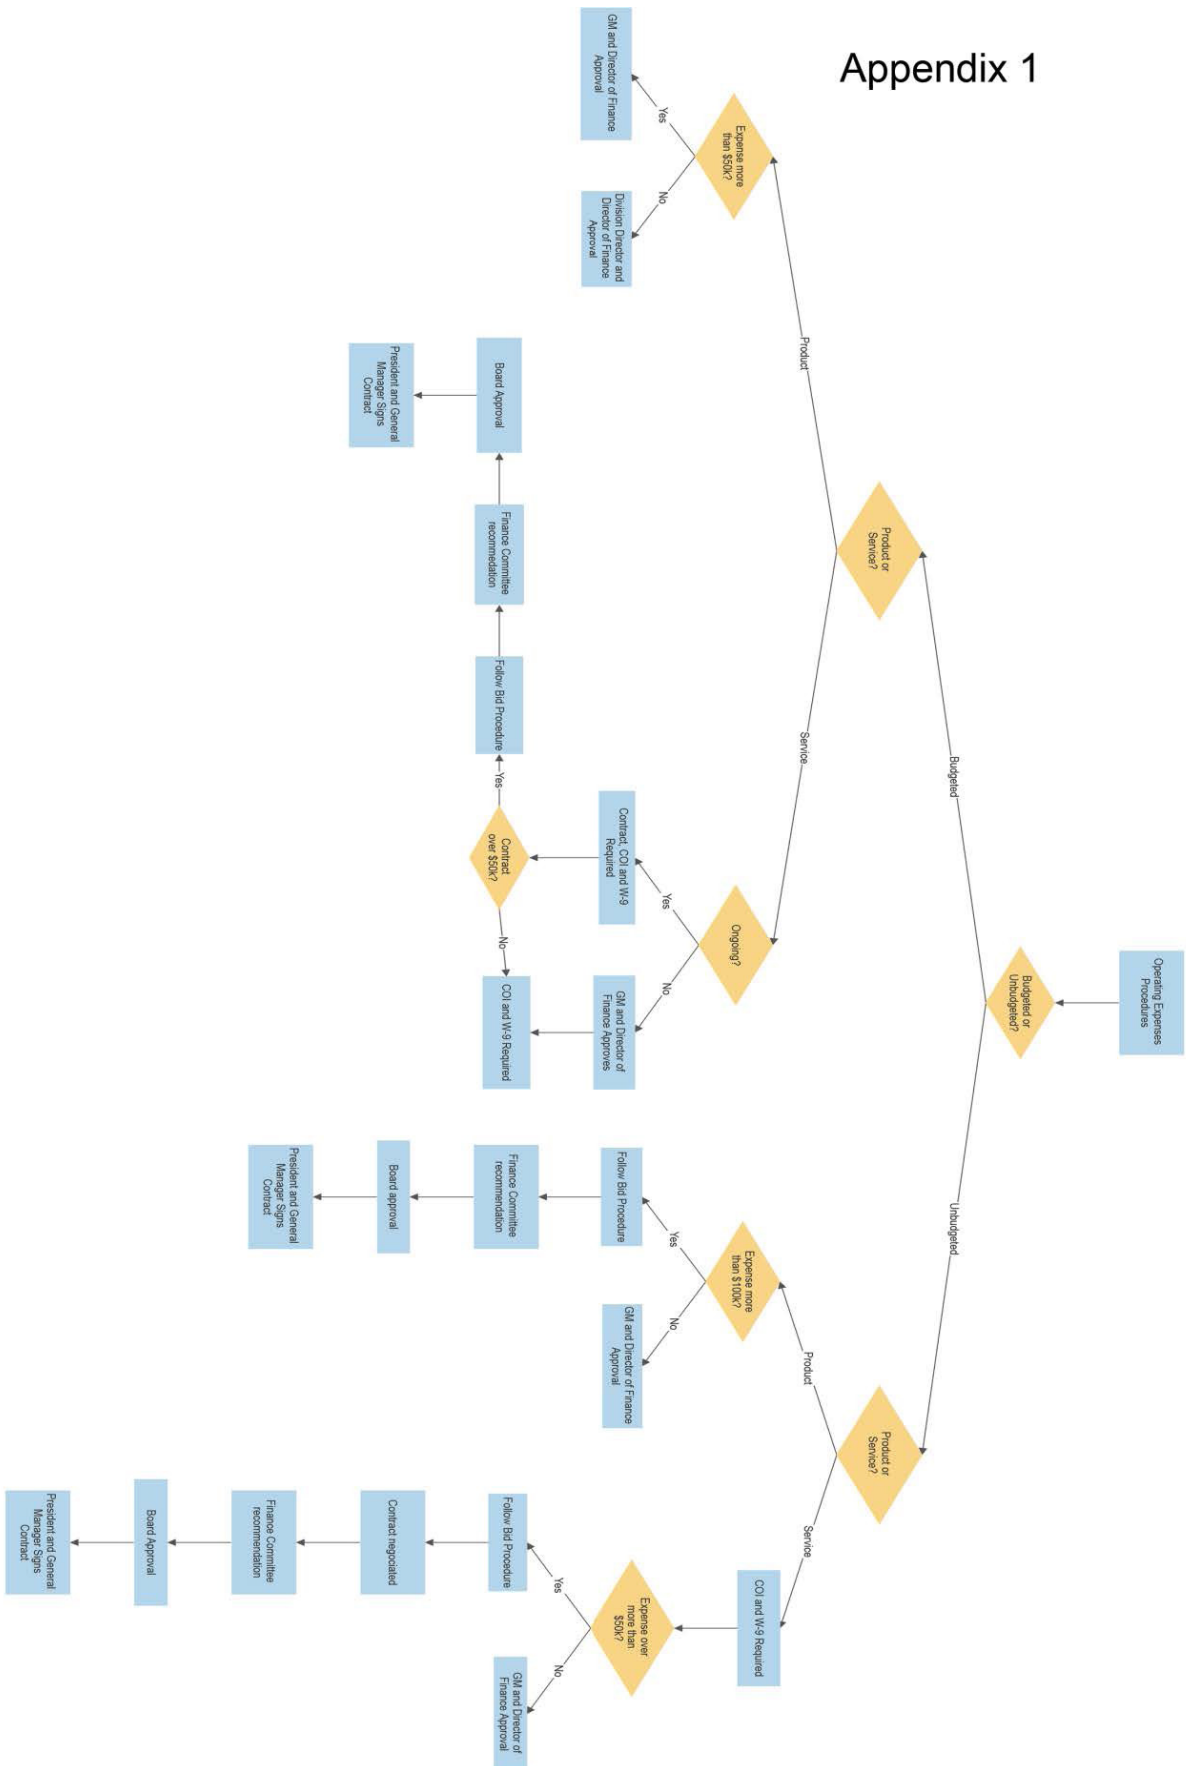 Appendix 1
Operating Expenses
Procedures
Budgeted or
Unbudgeted?
Budgeted
Unbudgeted
Product or
Service?
Product or
Service?
Product
Service
Product
Service
Expense more
than $50k?
Yes
No
GM and Director of Finance
Approval
Division Director and
Director of Finance
Approval
Ongoing?
Yes
No
Contract, COI and W-9
Required
GM and Director of
Finance Approves
Contract
over $50k?
Yes
No
COI and W-9 Required
Follow Bid Procedure
Finance Committee
recommedation
Board Approval
President and General
Manager Signs
Contract
Expense more
than $100k?
Yes
No
Follow Bid Procedure
GM and Director of Finance
Approval
Finance Committee
recommendation
Board approval
President and General
Manager Signs
Contract
COI and W-9 Required
Expense over
more than
$50k?
Yes
No
Follow Bid Procedure
GM and Director of
Finance Approval
Contract negociated
Finance Committee
recommendation
Board Approval
President and General
Manager Signs
Contract